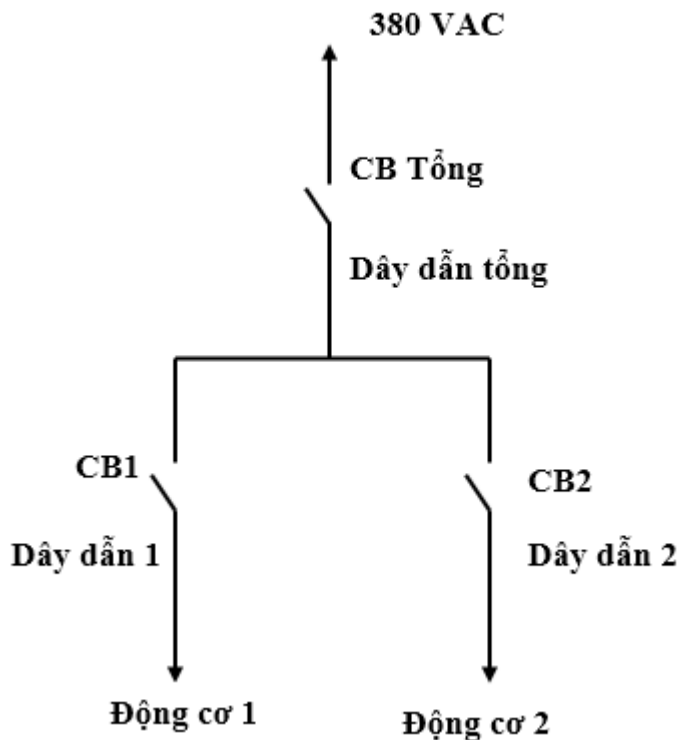 380 VAC
CB Tổng
Dây dẫn tổng
CB1
CB2
Dây dẫn 1
Dây dẫn 2
Động cơ 1
Động cơ 2